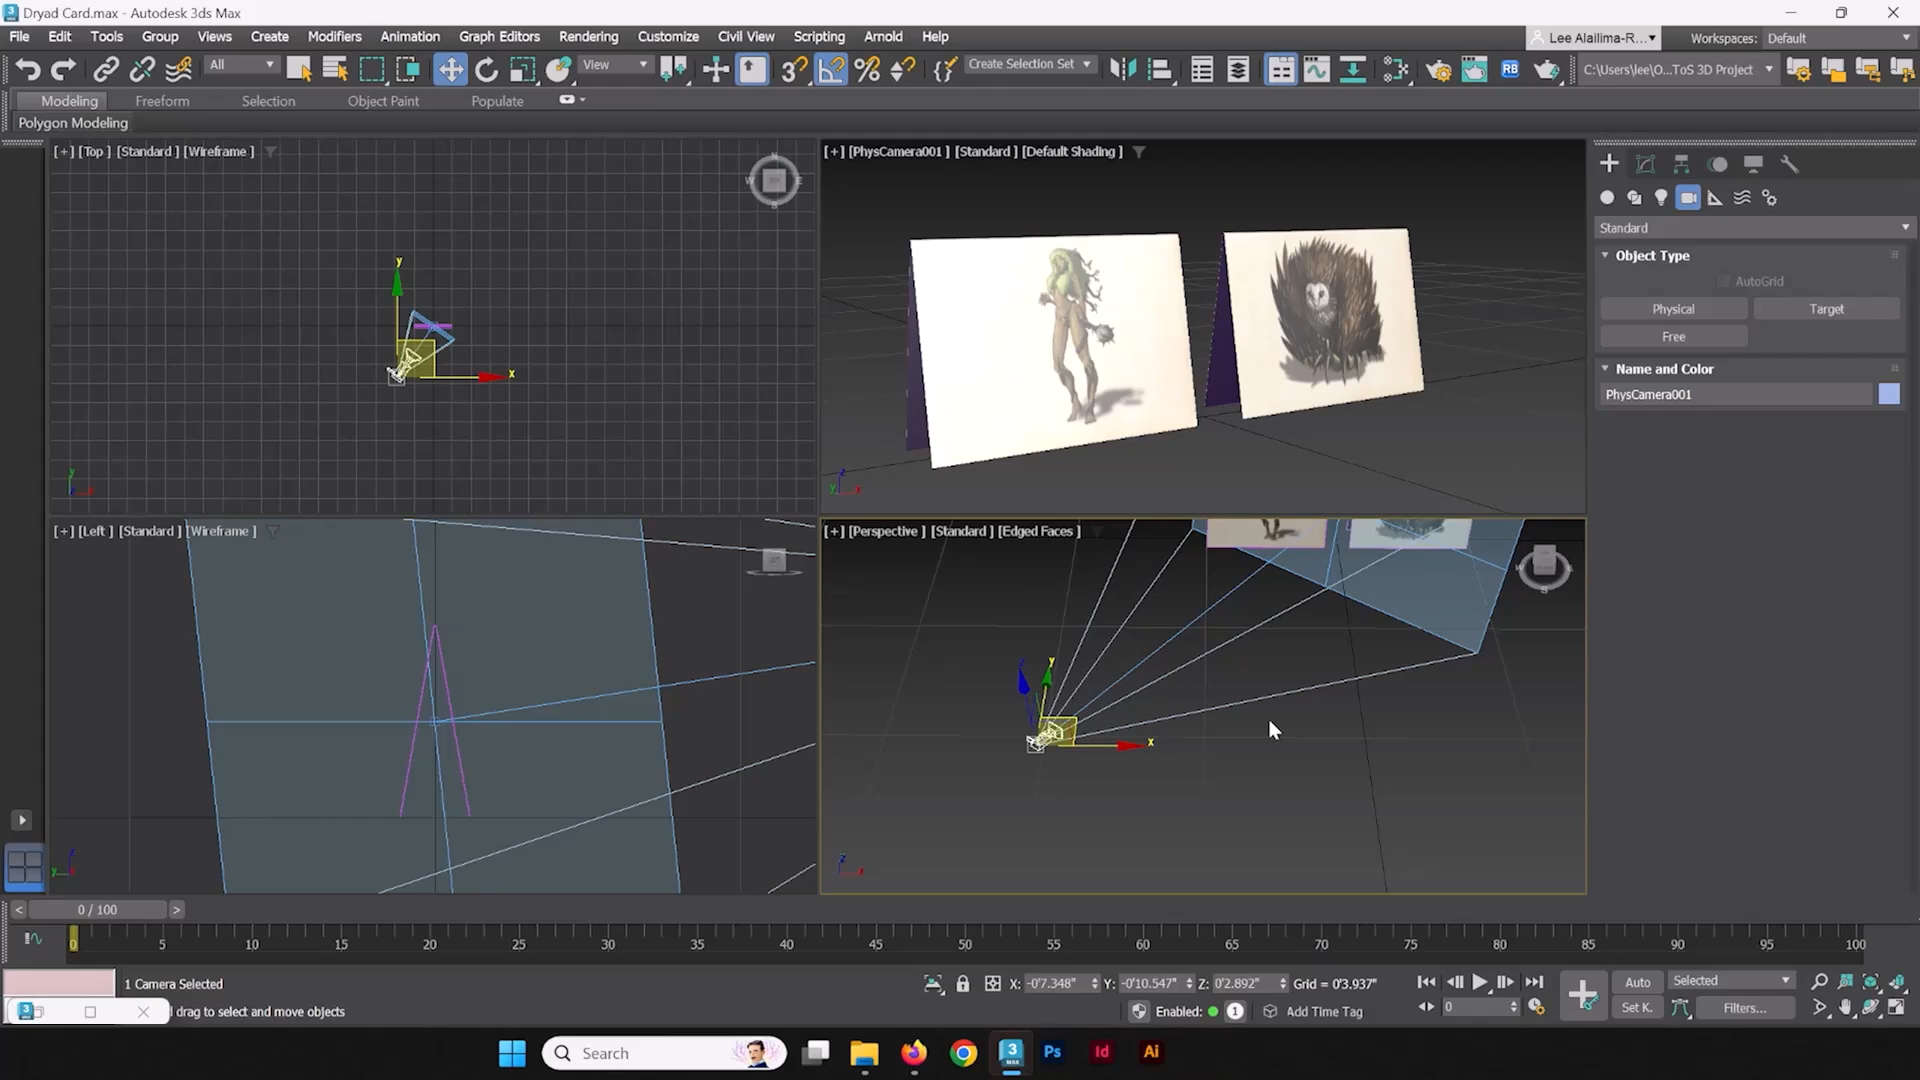 Dryad Card.max - Autodesk 3ds Max
File Edit Tools Group Views Create Modifiers Animation Graph Editors Rendering Customize Civil View Scripting Arnold Help
Lee Alailima-R... Workspaces: Default
All View Create Selection Set RB C:\Users\lee\O...ToS 3D Project
Modeling Freeform Selection Object Paint Populate
Polygon Modeling
[+] [Top ] [Standard ] [Wireframe ]
[+] [PhysCamera001 ] [Standard ] [Default Shading ]
Standard
Object Type
AutoGrid
Physical Target
Free
Name and Color
PhysCamera001
[+] [Left ] [Standard ] [Wireframe ]
[+] [Perspective ] [Standard ] [Edged Faces ]
< 0 / 100 >
0 5 10 15 20 25 30 35 40 45 50 55 60 65 70 75 80 85 90 95 100
1 Camera Selected X: -0'7.348" Y: -0'10.547" Z: 0'2.892" Grid = 0'3.937" Auto Selected
drag to select and move objects Enabled: 1 Add Time Tag 0 Set K. Filters...
Search 3 MAX Ps Id Ai